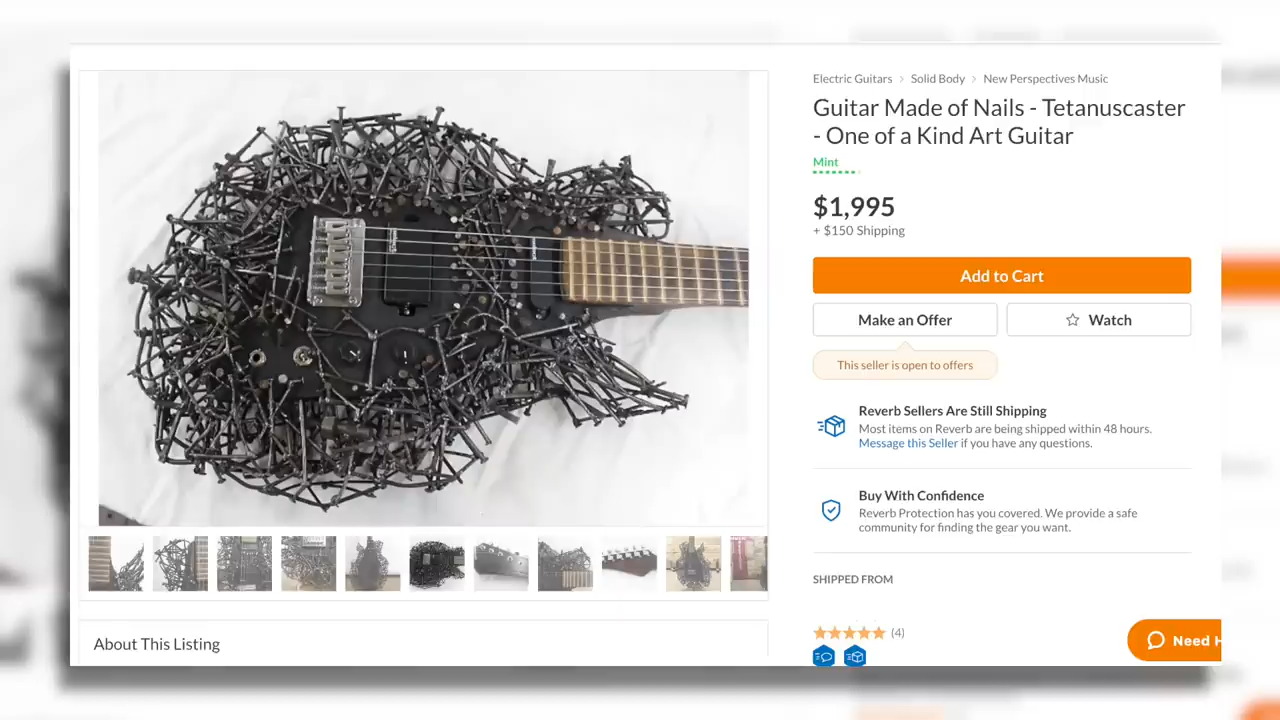 Electric Guitars > Solid Body > New Perspectives Music
Guitar Made of Nails - Tetanuscaster
- One of a Kind Art Guitar
Mint
$1,995
+ $150 Shipping
Add to Cart
Make an Offer
Watch
This seller is open to offers
Reverb Sellers Are Still Shipping
Most items on Reverb are being shipped within 48 hours.
Message this Seller if you have any questions.
Buy With Confidence
Reverb Protection has you covered. We provide a safe
community for finding the gear you want.
SHIPPED FROM
(4)
About This Listing
Need H